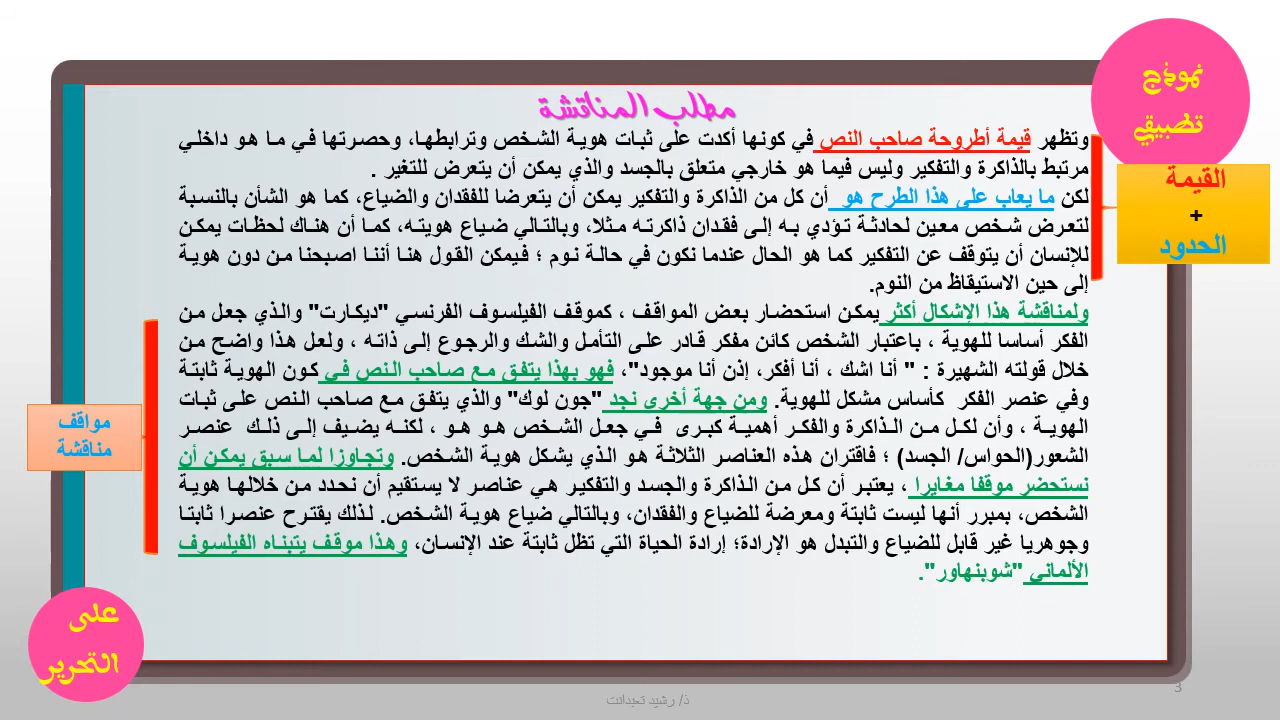 نموذج
تطبيقي
مطلب المناقشة
وتظهر قيمة أطروحة صاحب النص في كونها أكدت على ثبات هوية الشخص وترابطها، وحصرتها في ما هو داخلي
مرتبط بالذاكرة والتفكير وليس فيما هو خارجي متعلق بالجسد والذي يمكن أن يتعرض للتغير .
لكن ما يعاب على هذا الطرح هو أن كل من الذاكرة والتفكير يمكن أن يتعرضا للفقدان والضياع، كما هو الشأن بالنسبة
لتعرض شخص معين لحادثة تؤدي به إلى فقدان ذاكرته مثلا، وبالتالي ضياع هويته، كما أن هناك لحظات يمكن
للإنسان أن يتوقف عن التفكير كما هو الحال عندما نكون في حالة نوم ؛ فيمكن القول هنا أننا اصبحنا من دون هوية
إلى حين الاستيقاظ من النوم.
القيمة
+
الحدود
ولمناقشة هذا الإشكال أكثر يمكن استحضار بعض المواقف ، كموقف الفيلسوف الفرنسي "ديكارت" والذي جعل من
الفكر أساسا للهوية ، باعتبار الشخص كائن مفكر قادر على التأمل والشك والرجوع إلى ذاته ، ولعل هذا واضح من
خلال قولته الشهيرة : " أنا اشك ، أنا أفكر، إذن أنا موجود"، فهو بهذا يتفق مع صاحب النص في كون الهوية ثابتة
وفي عنصر الفكر كأساس مشكل للهوية. ومن جهة أخرى نجد "جون لوك" والذي يتفق مع صاحب النص على ثبات
الهوية ، وأن لكل من الذاكرة والفكر أهمية كبرى في جعل الشخص هو هو ، لكنه يضيف إلى ذلك عنصر
الشعور(الحواس/ الجسد) ؛ فاقتران هذه العناصر الثلاثة هو الذي يشكل هوية الشخص. وتجاوزا لما سبق يمكن أن
نستحضر موقفا مغايرا ، يعتبر أن كل من الذاكرة والجسد والتفكير هي عناصر لا يستقيم أن نحدد من خلالها هوية
الشخص، بمبرر أنها ليست ثابتة ومعرضة للضياع والفقدان، وبالتالي ضياع هوية الشخص. لذلك يقترح عنصرا ثابتا
وجوهريا غير قابل للضياع والتبدل هو الإرادة؛ إرادة الحياة التي تظل ثابتة عند الإنسان، وهذا موقف يتبناه الفيلسوف
الألماني "شوبنهاور".
مواقف
مناقشة
على
التحرير
3
ذ/ رشيد تعبدانت